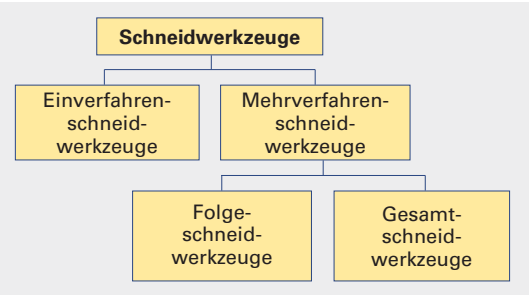 Schneidwerkzeuge
Einverfahren-
schneid-
werkzeuge
Mehrverfahren-
schneid-
werkzeuge
Folge-
schneid-
werkzeuge
Gesamt-
schneid-
werkzeuge